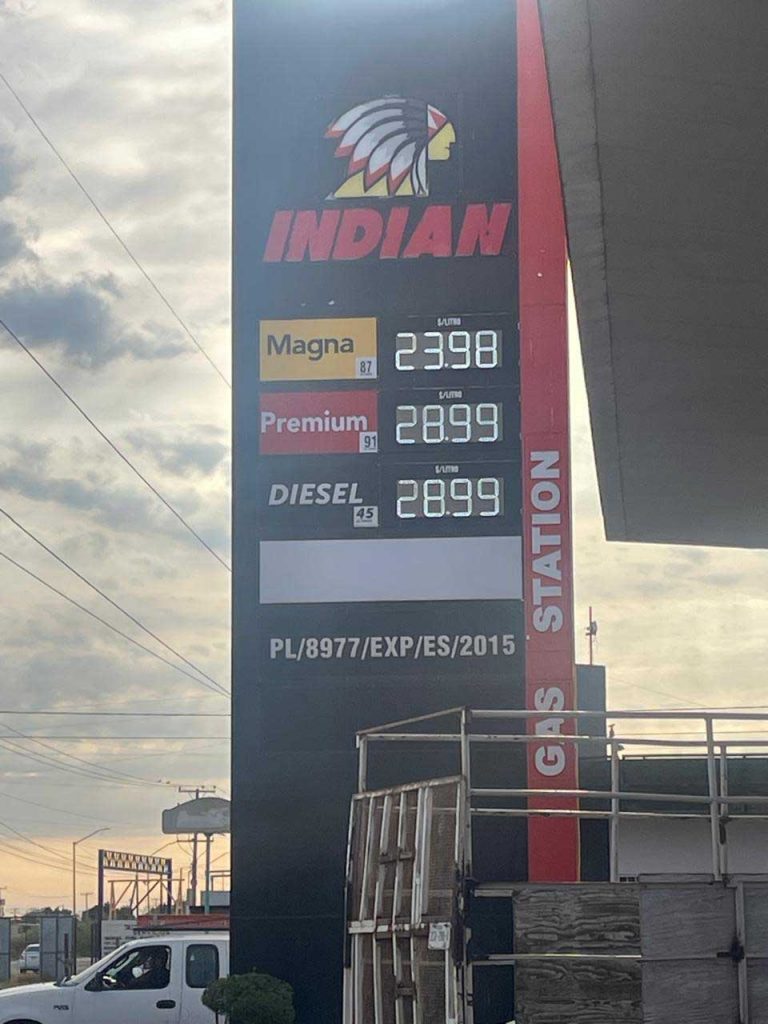 INDIAN
$/LITRO
Magna 87 23.98
$/LITRO
Premium 91 28.99
$/LITRO
DIESEL 45 28.99
PL/8977/EXP/ES/2015
GAS STATION